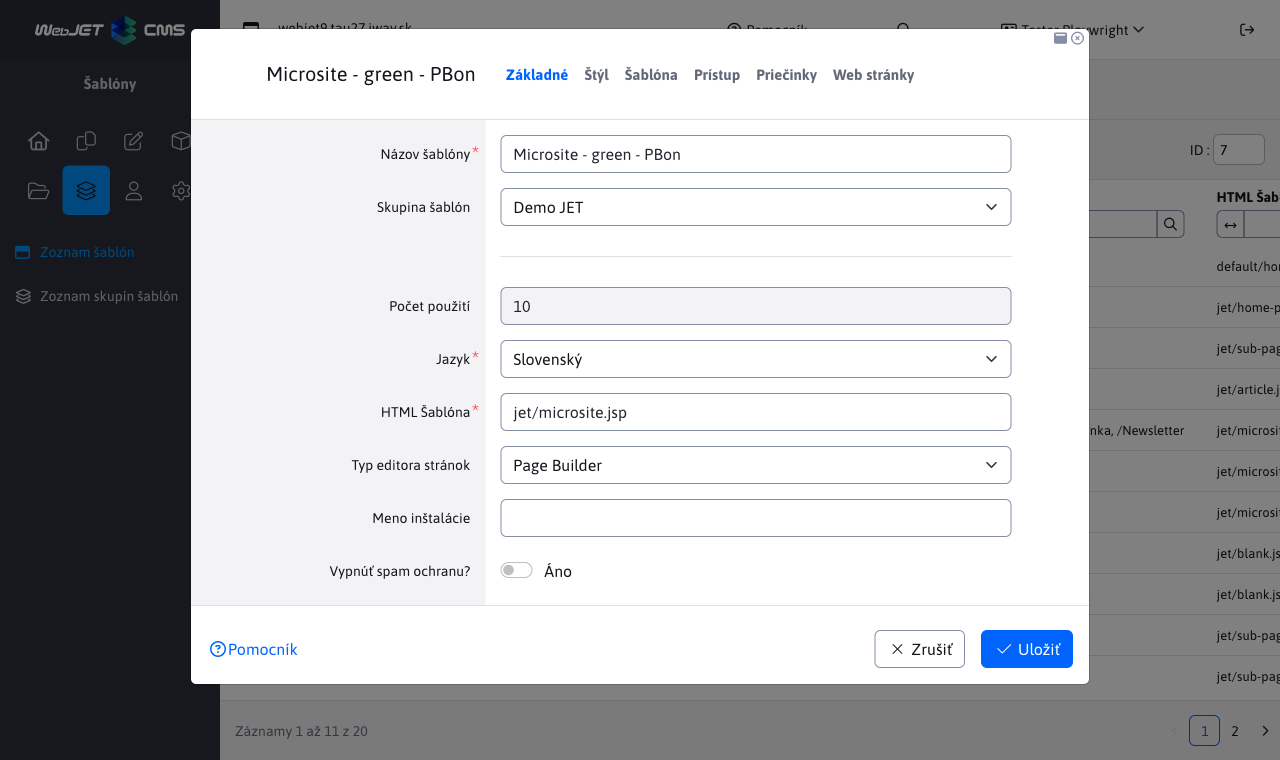 WebJET CMS
webjet9.tau27.iway.sk
Pomocník
Tester Playwright
Šablóny
Zoznam šablón
Zoznam skupín šablón
ID : 7
HTML Šab
default/ho
jet/home-p
jet/sub-pag
jet/article.j
nka, /Newsletter
jet/microsit
jet/microsit
jet/microsit
jet/blank.js
jet/blank.js
jet/sub-pag
jet/sub-pag
Záznamy 1 až 11 z 20
1 2
Microsite - green - PBon
Základné Štýl Šablóna Prístup Priečinky Web stránky
Názov šablóny*
Microsite - green - PBon
Skupina šablón
Demo JET
Počet použití
10
Jazyk*
Slovenský
HTML Šablóna*
jet/microsite.jsp
Typ editora stránok
Page Builder
Meno inštalácie
Vypnúť spam ochranu?
Áno
Pomocník
Zrušiť
Uložiť